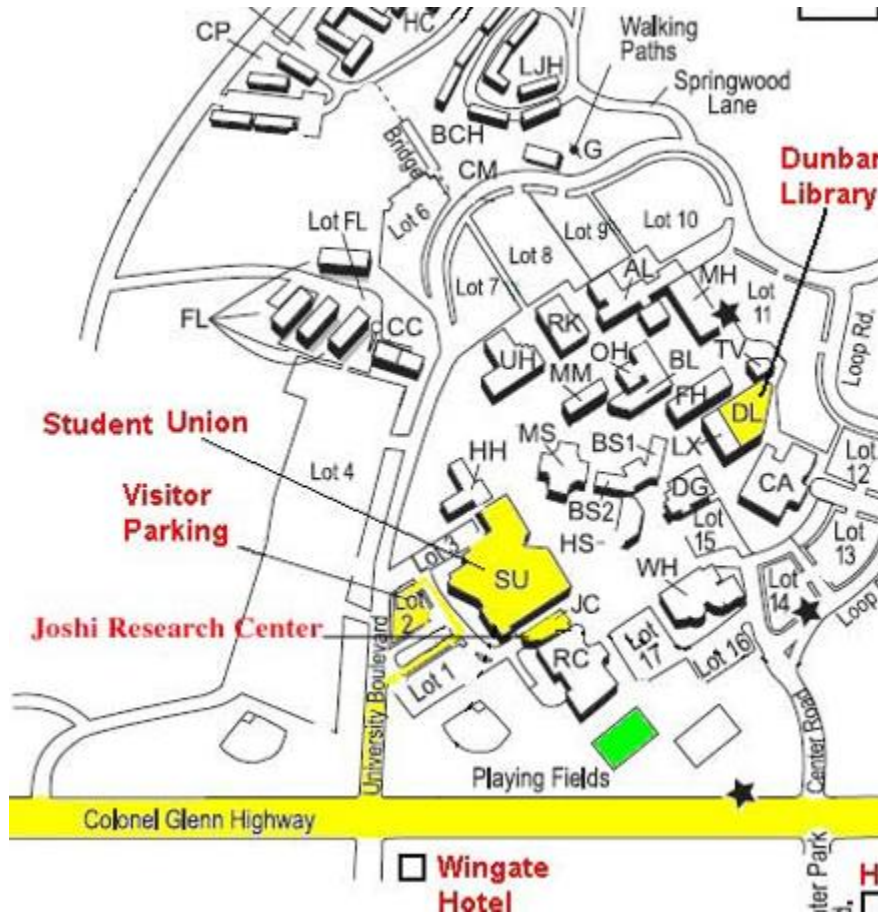 HC
Walking
Paths
CP
LJH
Springwood
Lane
BCH
G
Bridge
CM
Dunbar
Library
Lot FL
Lot 6
Lot 10
Lot 9
Lot 8
Lot 7
AL
MH
Lot
11
FL
CC
RK
Loop Rd.
UH
OH
TV
MM
BL
FH
DL
Student Union
MS
BS1
LX
HH
Lot
12
Lot 4
CA
DG
Visitor
Parking
BS2
Lot
15
Lot
13
HS
Lot 3
SU
WH
Lot
14
Lot
2
JC
Loop
Joshi Research Center
Lot
17
RC
Lot 16
Lot 1
University Boulevard
Center Road
Playing Fields
Colonel Glenn Highway
Wingate
Hotel
H